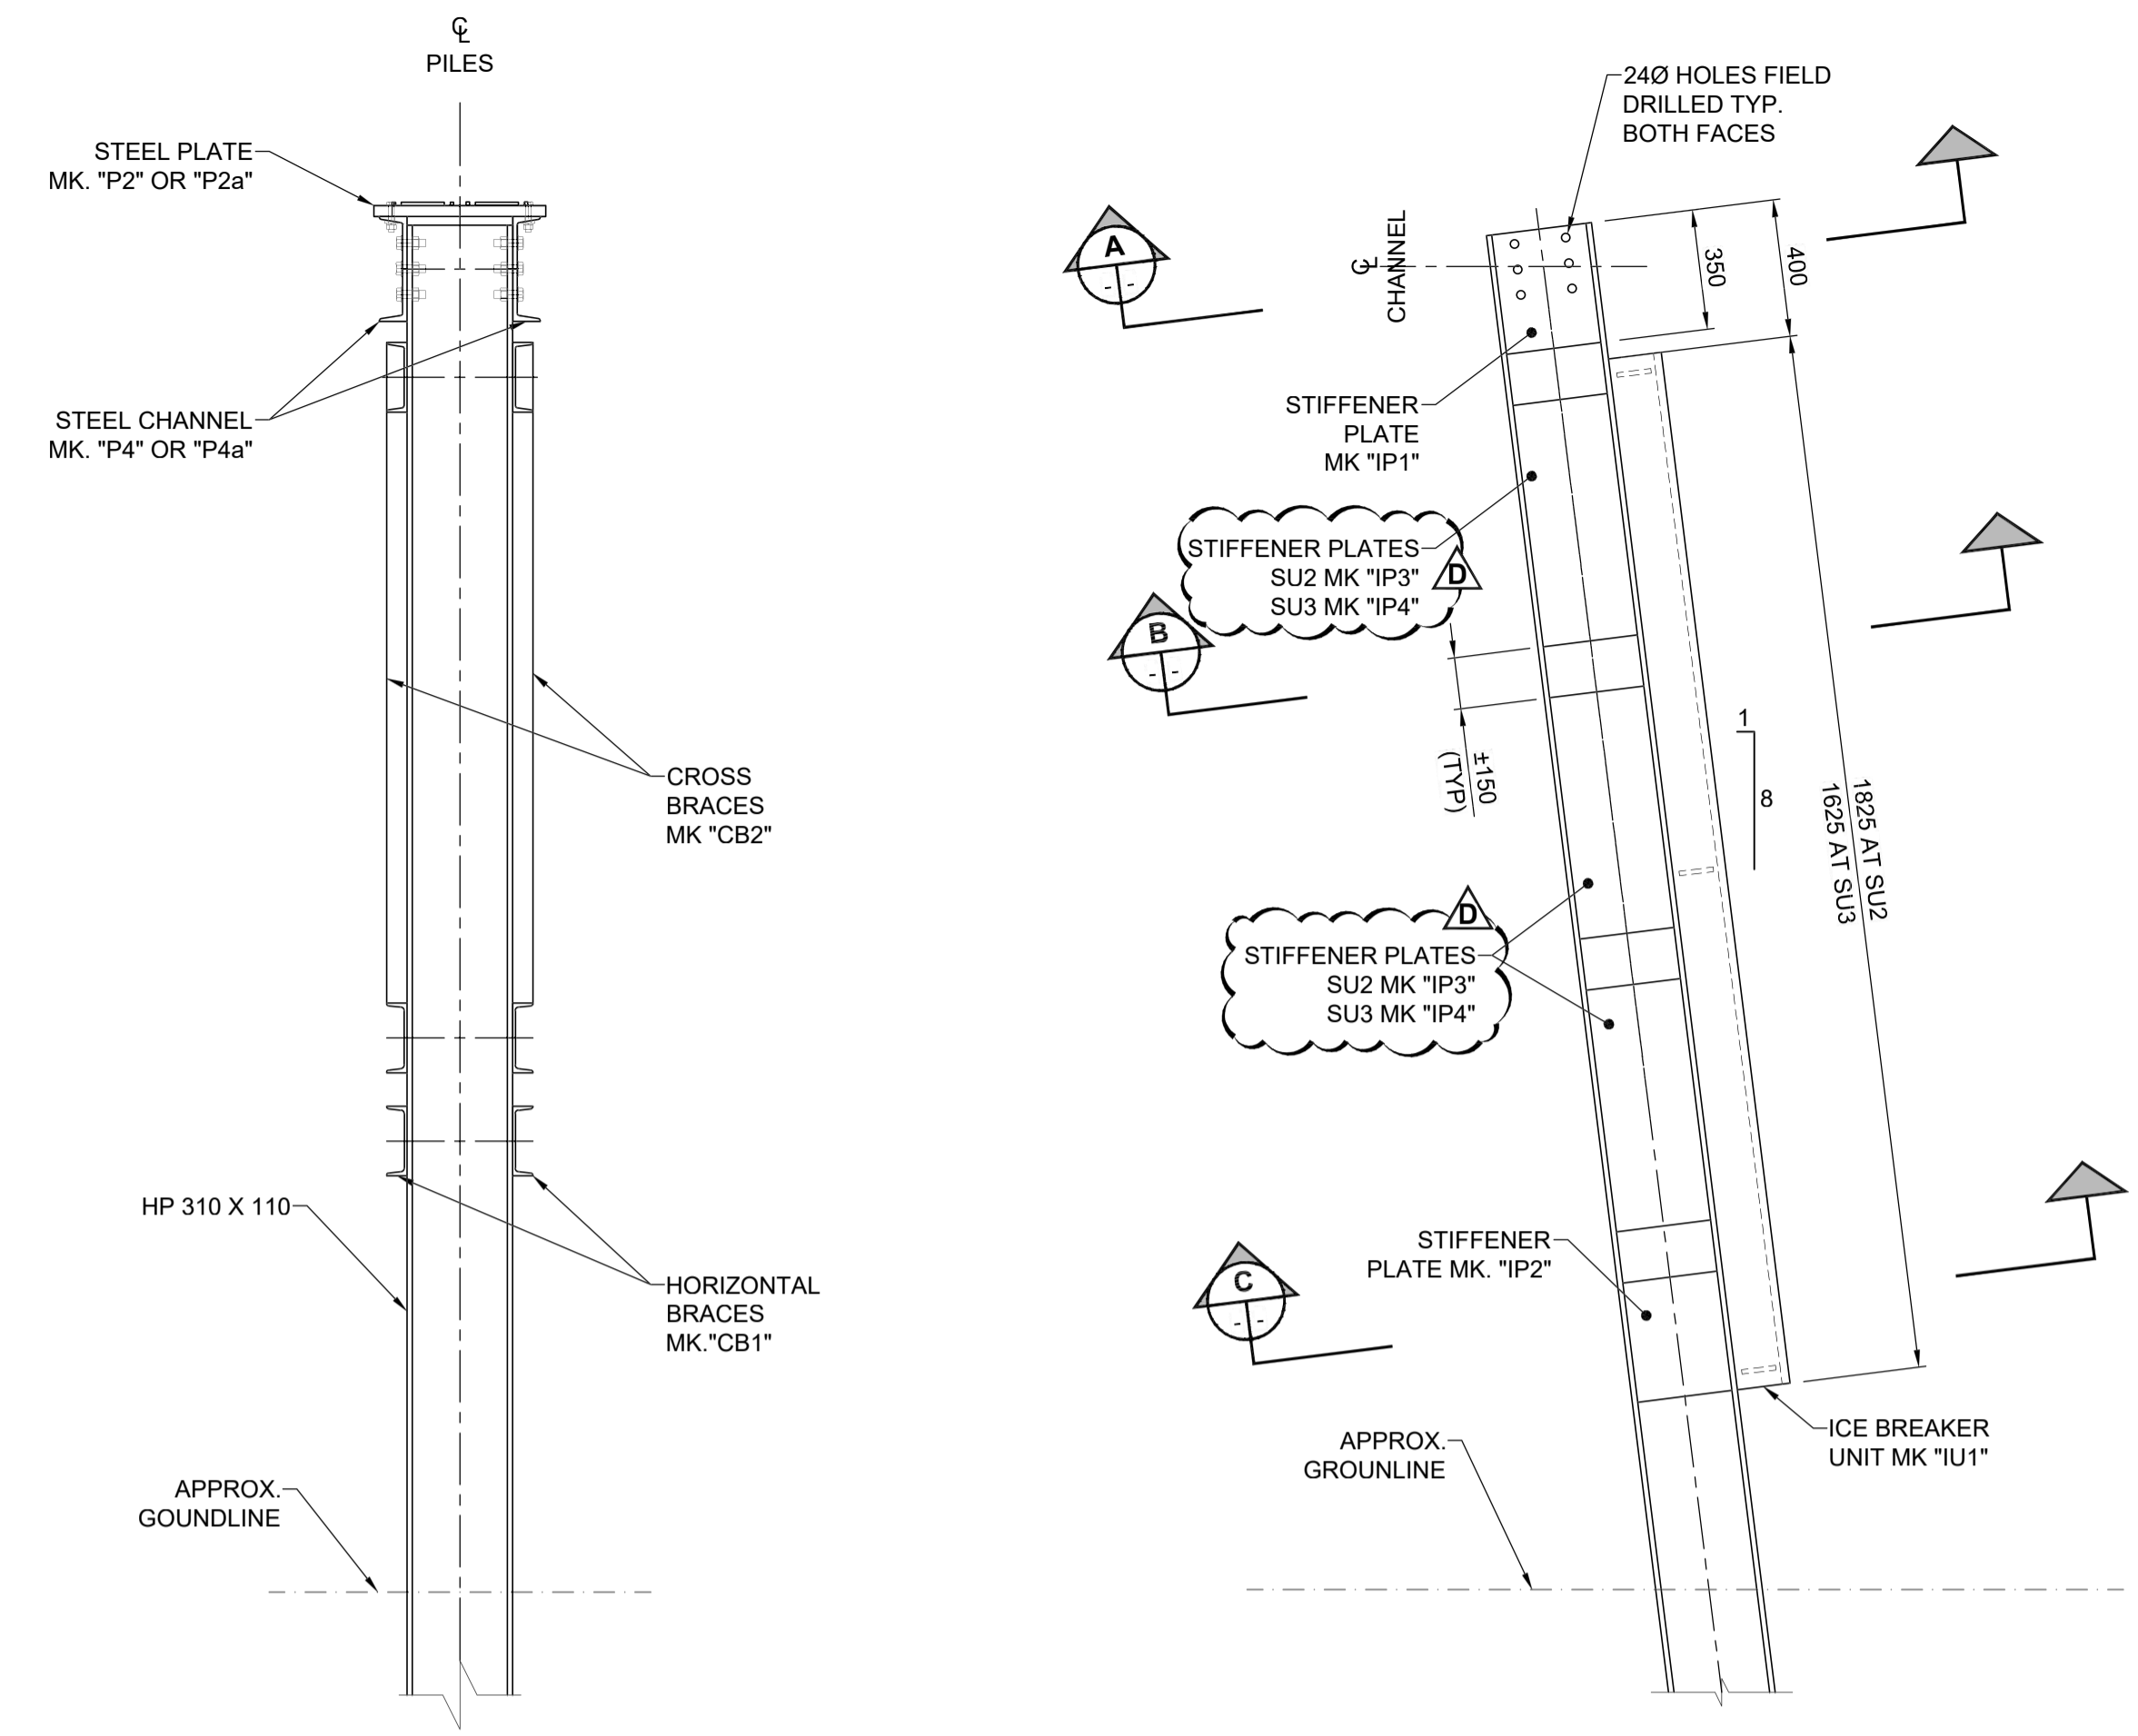 ℄
PILES
STEEL PLATE
MK. "P2" OR "P2a"
STEEL CHANNEL
MK. "P4" OR "P4a"
CROSS
BRACES
MK "CB2"
HP 310 X 110
HORIZONTAL
BRACES
MK."CB1"
APPROX.
GOUNDLINE
24Ø HOLES FIELD
DRILLED TYP.
BOTH FACES
A
- -
℄
CHANNEL
350
400
STIFFENER
PLATE
MK "IP1"
STIFFENER PLATES
SU2 MK "IP3"
SU3 MK "IP4"
D
B
- -
±150
(TYP)
1
8
1825 AT SU2
1625 AT SU3
D
STIFFENER PLATES
SU2 MK "IP3"
SU3 MK "IP4"
STIFFENER
PLATE MK. "IP2"
C
- -
ICE BREAKER
UNIT MK "IU1"
APPROX.
GROUNLINE